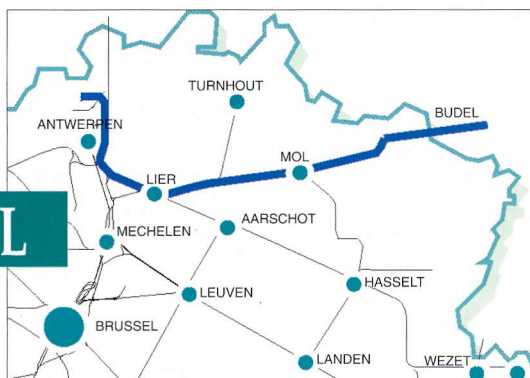 TURNHOUT
BUDEL
ANTWERPEN
MOL
LIER
L
AARSCHOT
MECHELEN
HASSELT
LEUVEN
BRUSSEL
LANDEN
WEZET